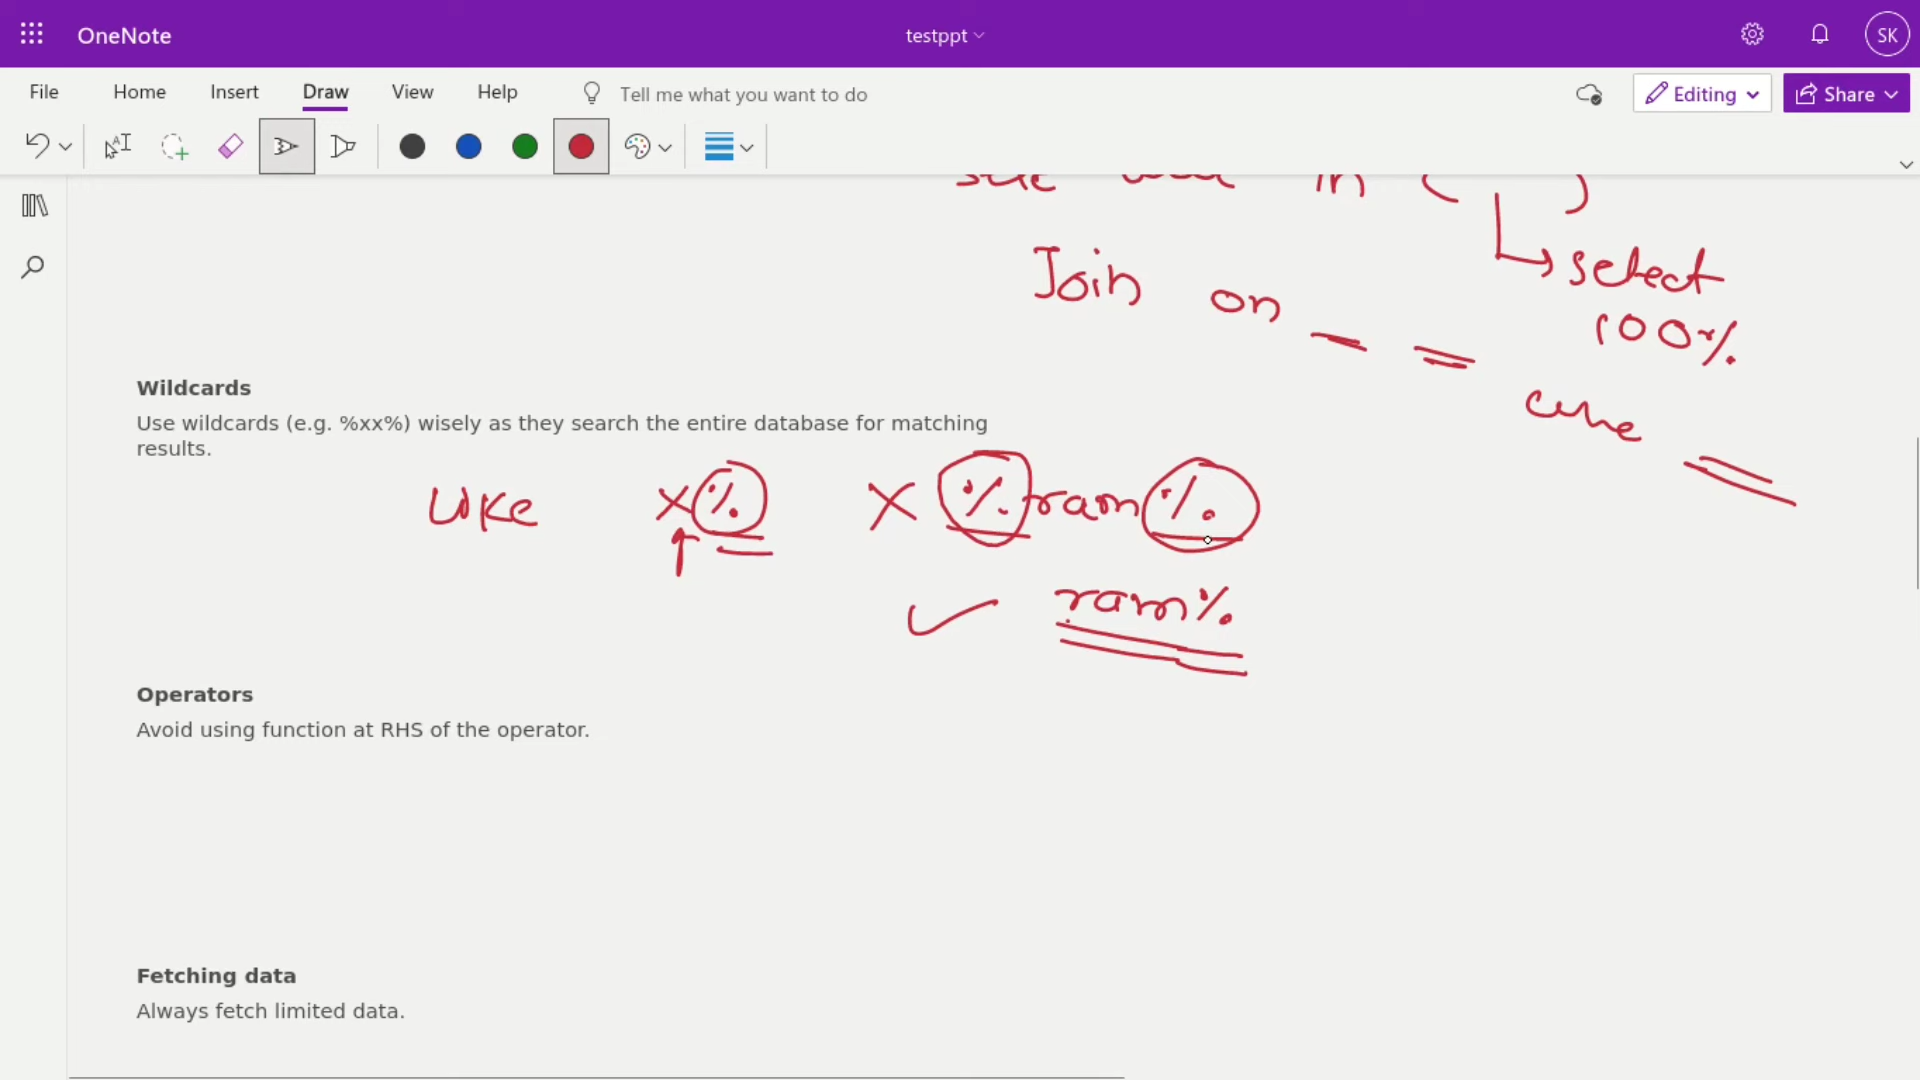 OneNote
testppt
SK
File Home Insert Draw View Help Tell me what you want to do Editing Share
in ( )
select
Join on
100%
Wildcards
Use wildcards (e.g. %xx%) wisely as they search the entire database for matching
results.
like x% X %ram%
ram%
Operators
Avoid using function at RHS of the operator.
Fetching data
Always fetch limited data.